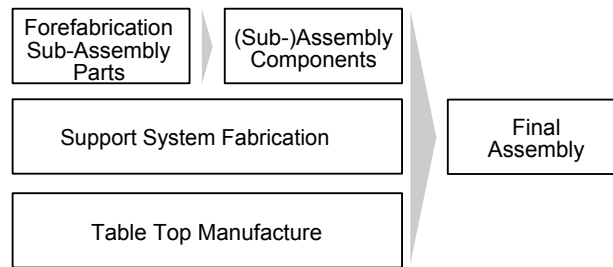 Forefabrication
Sub-Assembly
Parts
(Sub-)Assembly
Components
Support System Fabrication
Final
Assembly
Table Top Manufacture